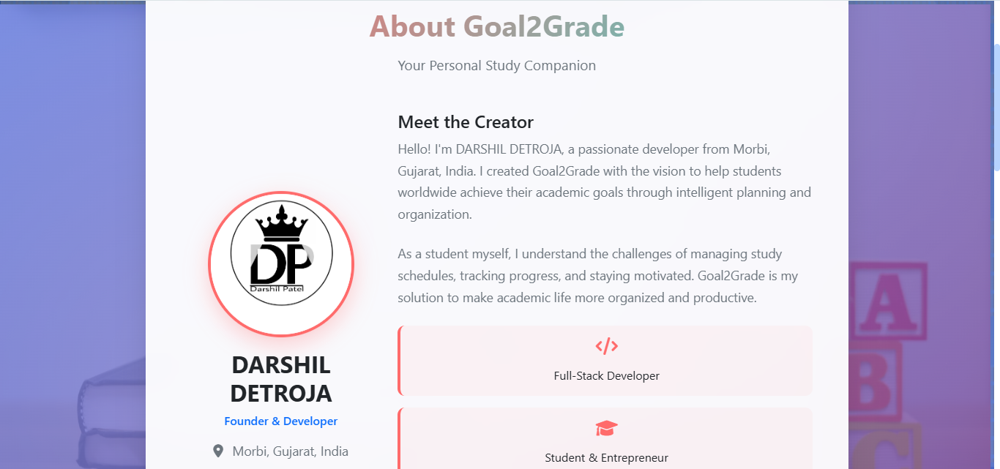 About Goal2Grade
Your Personal Study Companion
DP
Darshil Patel
DARSHIL
DETROJA
Founder & Developer
Morbi, Gujarat, India
Meet the Creator
Hello! I'm DARSHIL DETROJA, a passionate developer from Morbi,
Gujarat, India. I created Goal2Grade with the vision to help students
worldwide achieve their academic goals through intelligent planning and
organization.
As a student myself, I understand the challenges of managing study
schedules, tracking progress, and staying motivated. Goal2Grade is my
solution to make academic life more organized and productive.
</>
Full-Stack Developer
Student & Entrepreneur
A
B
C